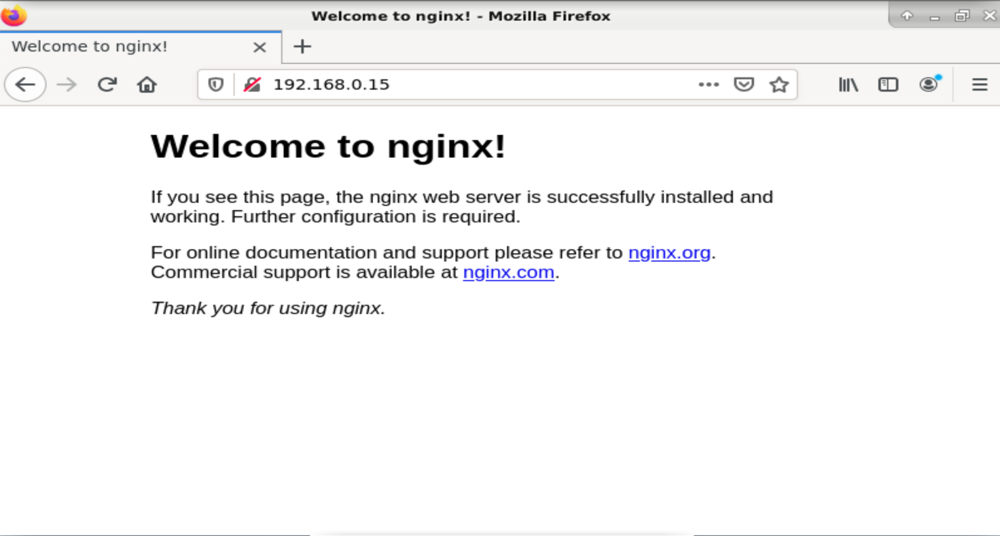 Welcome to nginx! - Mozilla Firefox
Welcome to nginx!
192.168.0.15
Welcome to nginx!
If you see this page, the nginx web server is successfully installed and
working. Further configuration is required.
For online documentation and support please refer to nginx.org.
Commercial support is available at nginx.com.
Thank you for using nginx.